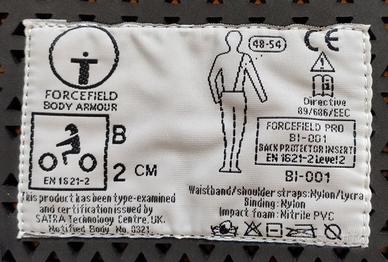 FORCEFIELD
BODY ARMOUR
48-54
CE
Directive
89/686/EEC
B
2 CM
EN 1621-2
FORCEFIELD PRO
BI-001
BACK PROTECTOR INSERT
EN 1621-2 Level 2
BI-001
This product has been type-examined
and certification issued by
SATRA Technology Centre, UK.
Notified Body No. 0321.
Waistband/shoulder straps: Nylon/Lycra
Binding: Nylon
Impact foam: Nitrile PVC